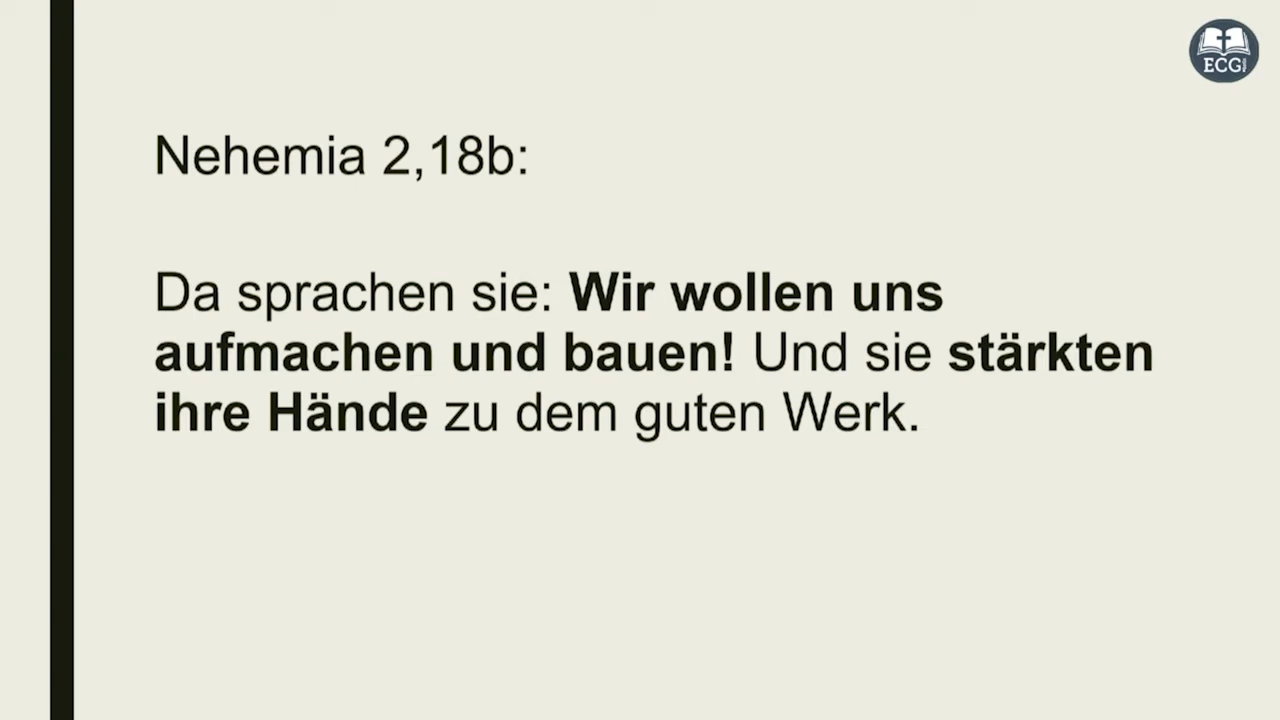 ECG
Nehemia 2,18b:
Da sprachen sie: Wir wollen uns
aufmachen und bauen! Und sie stärkten
ihre Hände zu dem guten Werk.